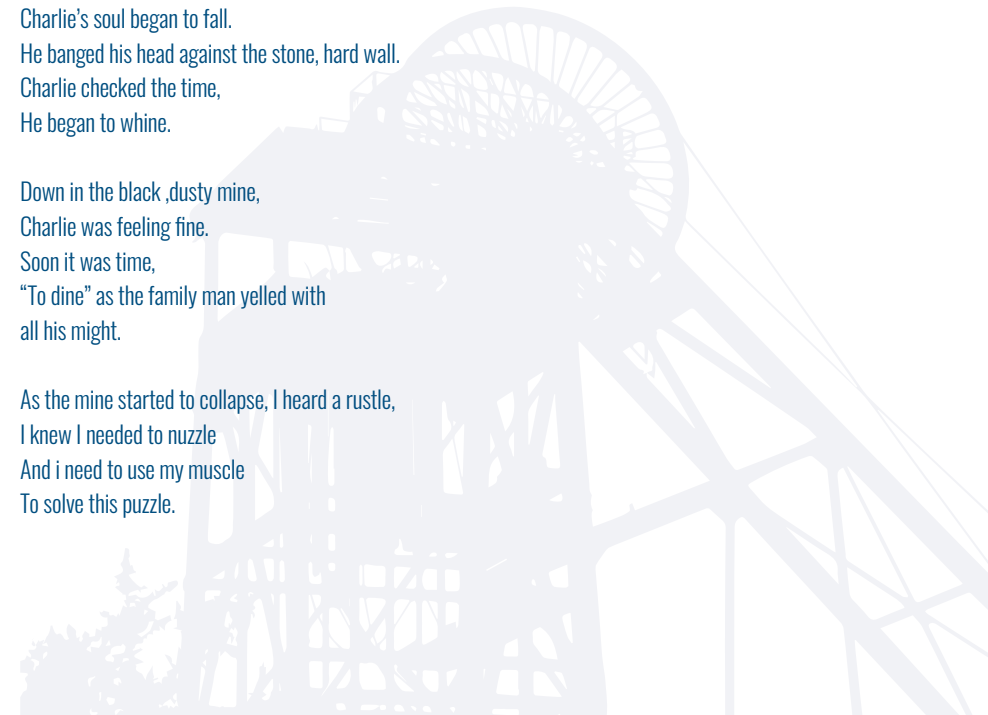 Charlie’s soul began to fall.
He banged his head against the stone, hard wall.
Charlie checked the time,
He began to whine.
Down in the black ,dusty mine,
Charlie was feeling fine.
Soon it was time,
“To dine” as the family man yelled with
all his might.
As the mine started to collapse, I heard a rustle,
I knew I needed to nuzzle
And i need to use my muscle
To solve this puzzle.